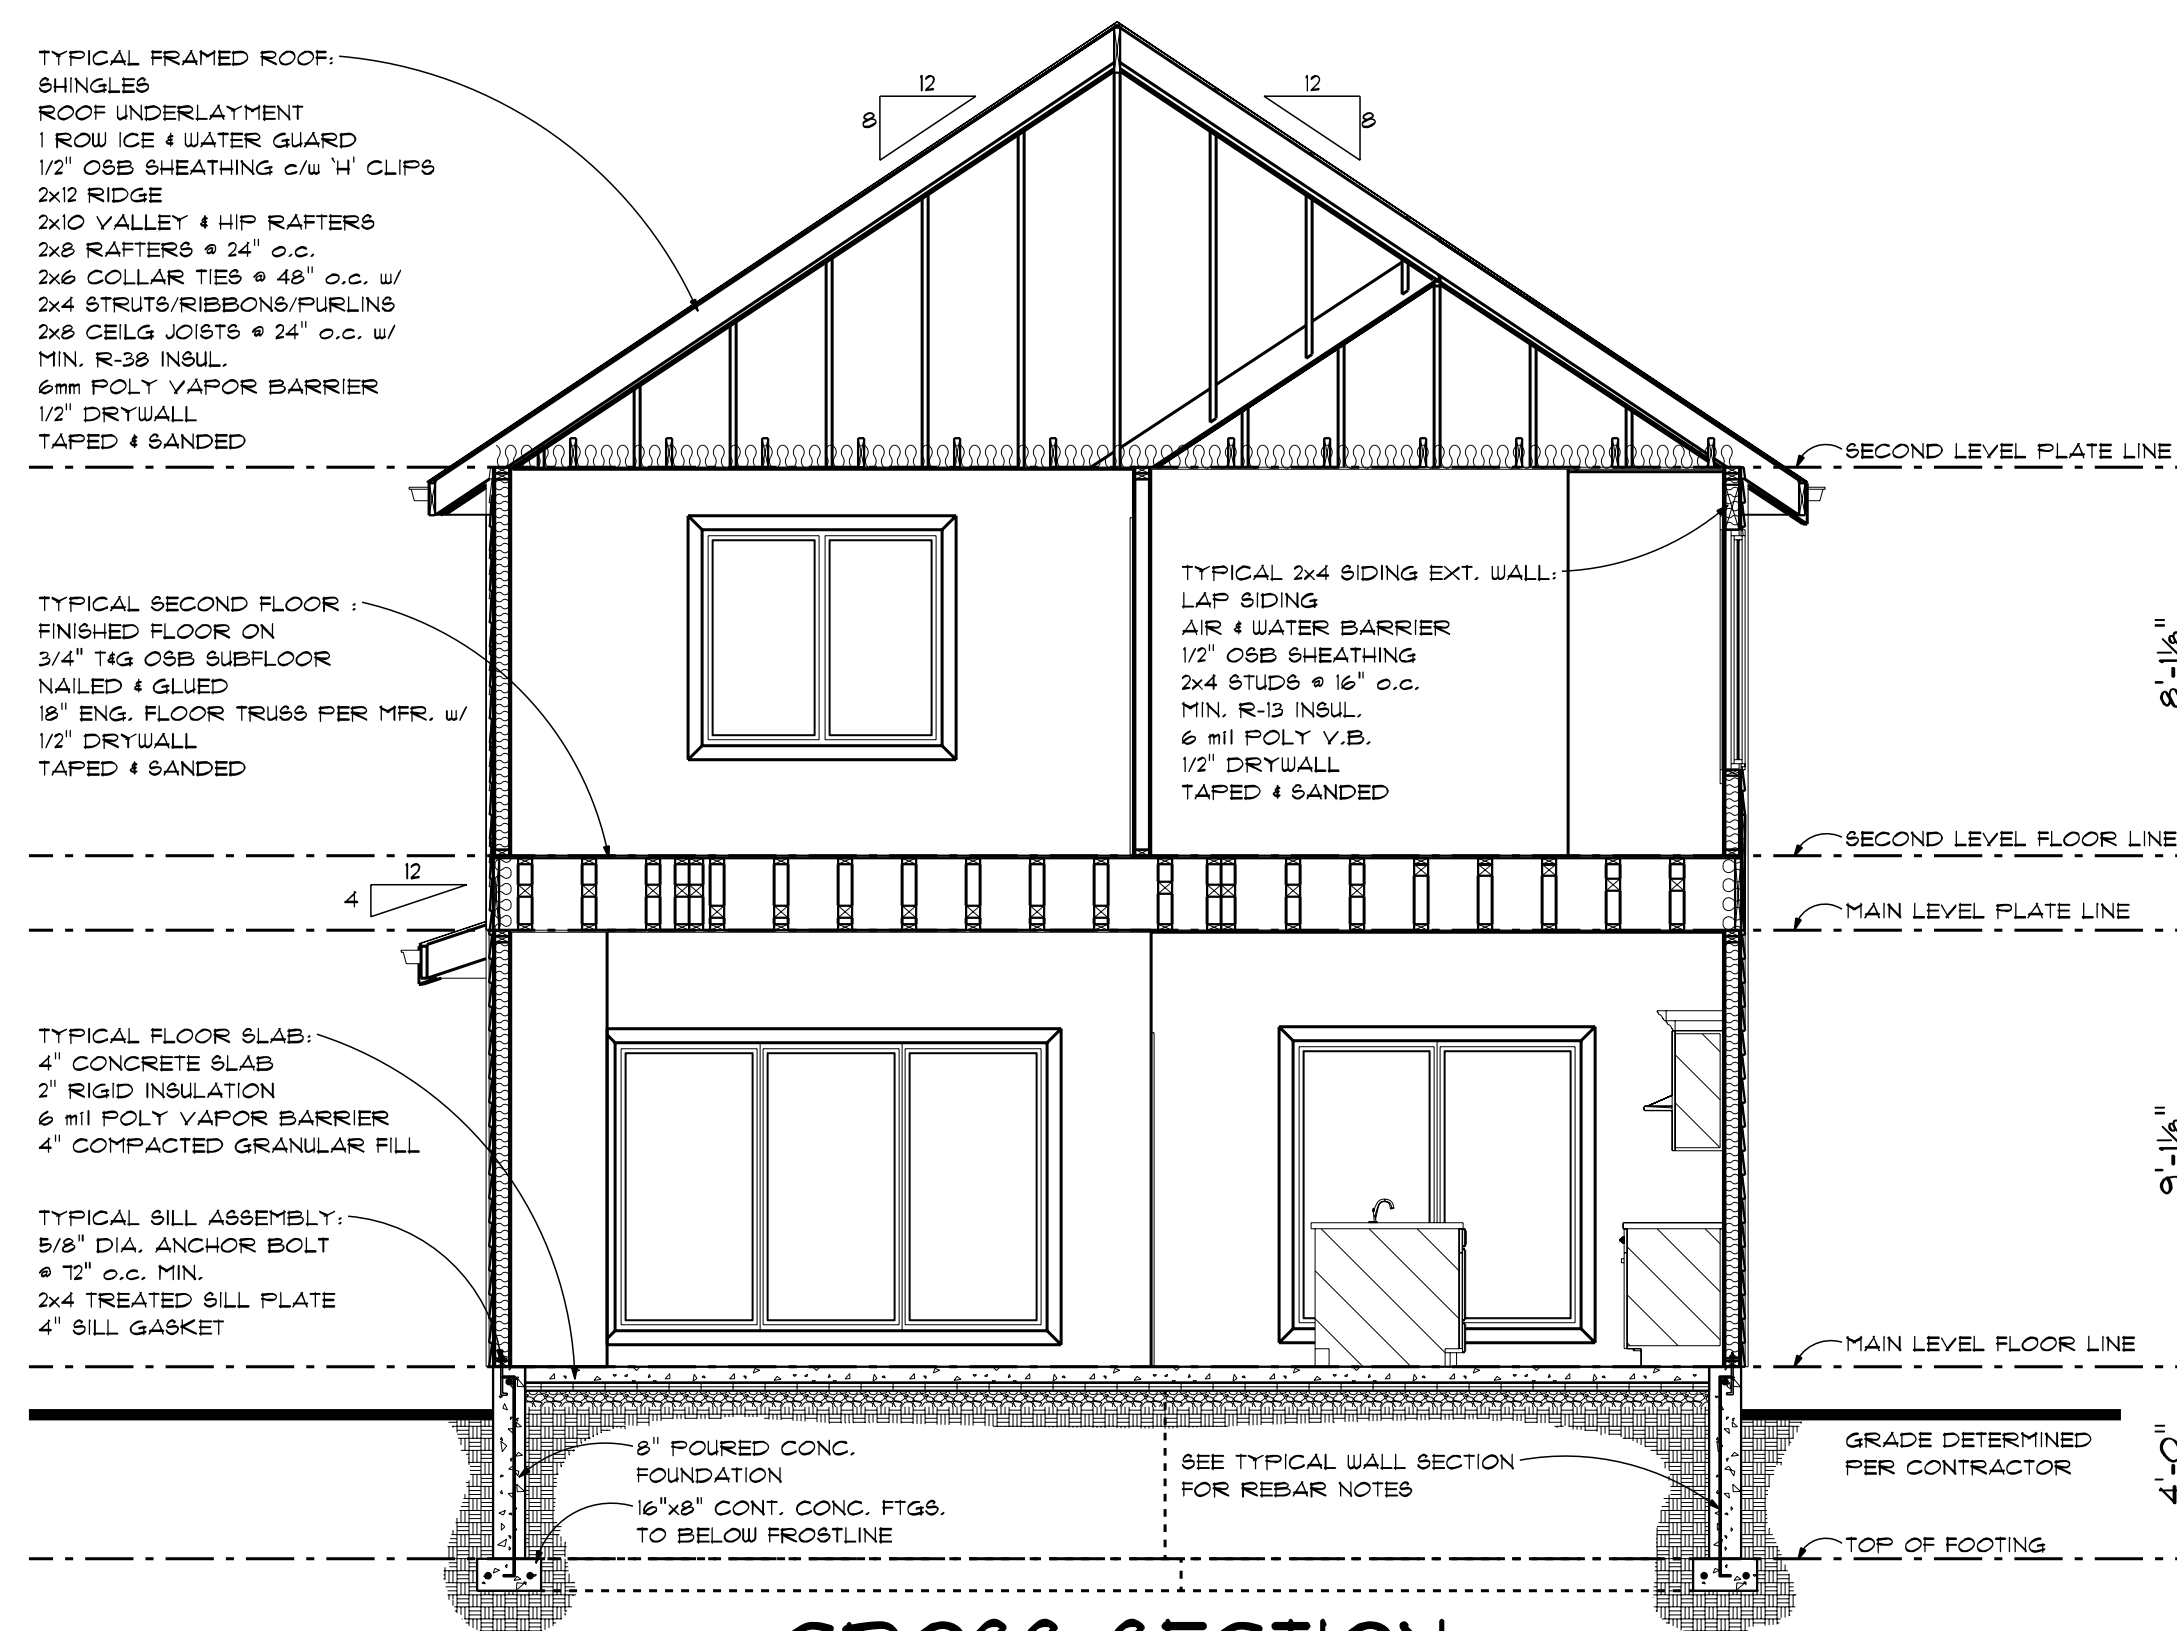 TYPICAL FRAMED ROOF:
SHINGLES
ROOF UNDERLAYMENT
1 ROW ICE & WATER GUARD
1/2" OSB SHEATHING c/w 'H' CLIPS
2x12 RIDGE
2x10 VALLEY & HIP RAFTERS
2x8 RAFTERS @ 24" o.c.
2x6 COLLAR TIES @ 48" o.c. w/
2x4 STRUTS/RIBBONS/PURLINS
2x8 CEILG JOISTS @ 24" o.c. w/
MIN. R-38 INSUL.
6mm POLY VAPOR BARRIER
1/2" DRYWALL
TAPED & SANDED
12
8
12
8
SECOND LEVEL PLATE LINE
TYPICAL SECOND FLOOR :
FINISHED FLOOR ON
3/4" T&G OSB SUBFLOOR
NAILED & GLUED
18" ENG. FLOOR TRUSS PER MFR. w/
1/2" DRYWALL
TAPED & SANDED
TYPICAL 2x4 SIDING EXT. WALL:
LAP SIDING
AIR & WATER BARRIER
1/2" OSB SHEATHING
2x4 STUDS @ 16" o.c.
MIN. R-13 INSUL.
6 mil POLY V.B.
1/2" DRYWALL
TAPED & SANDED
8'-1⅛"
SECOND LEVEL FLOOR LINE
12
4
MAIN LEVEL PLATE LINE
TYPICAL FLOOR SLAB:
4" CONCRETE SLAB
2" RIGID INSULATION
6 mil POLY VAPOR BARRIER
4" COMPACTED GRANULAR FILL
9'-1⅛"
TYPICAL SILL ASSEMBLY:
5/8" DIA. ANCHOR BOLT
@ 72" o.c. MIN.
2x4 TREATED SILL PLATE
4" SILL GASKET
MAIN LEVEL FLOOR LINE
8" POURED CONC.
FOUNDATION
16"x8" CONT. CONC. FTGS.
TO BELOW FROSTLINE
SEE TYPICAL WALL SECTION
FOR REBAR NOTES
GRADE DETERMINED
PER CONTRACTOR
4'-0"
TOP OF FOOTING
CROSS SECTION